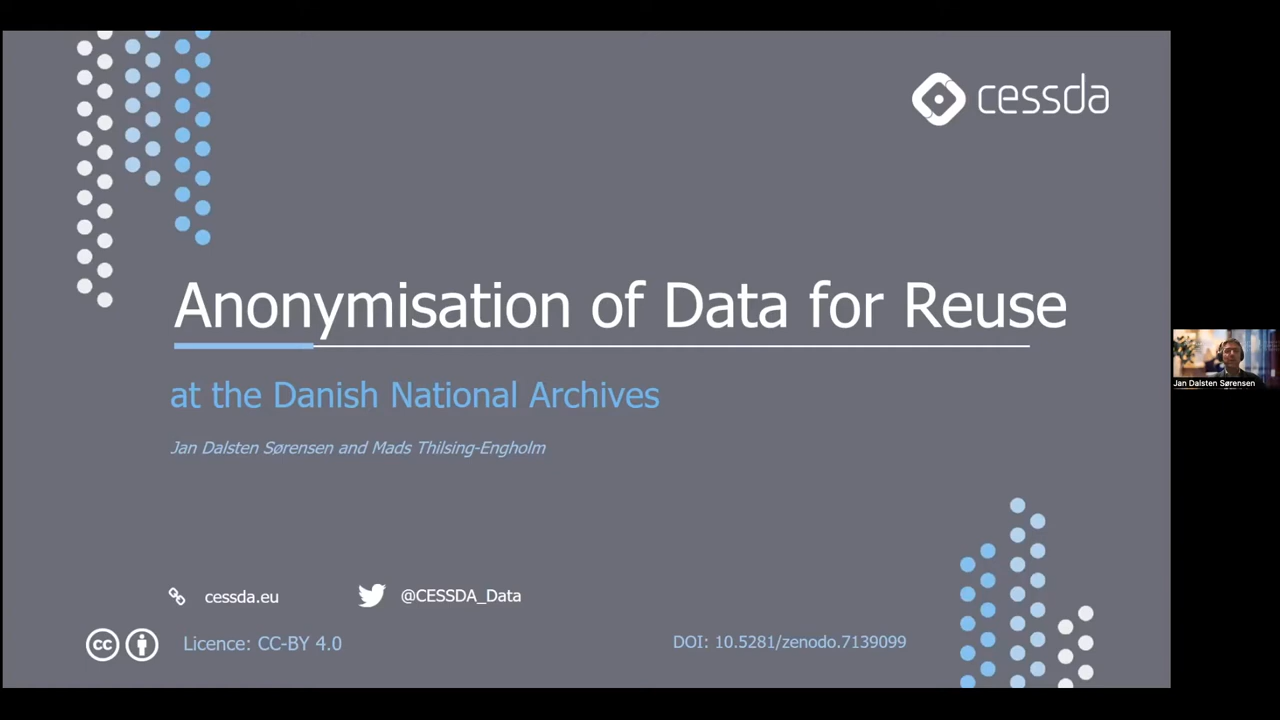 cessda
Anonymisation of Data for Reuse
at the Danish National Archives
Jan Dalsten Sørensen and Mads Thilsing-Engholm
Jan Dalsten Sørensen
cessda.eu
@CESSDA_Data
cc
Licence: CC-BY 4.0
DOI: 10.5281/zenodo.7139099